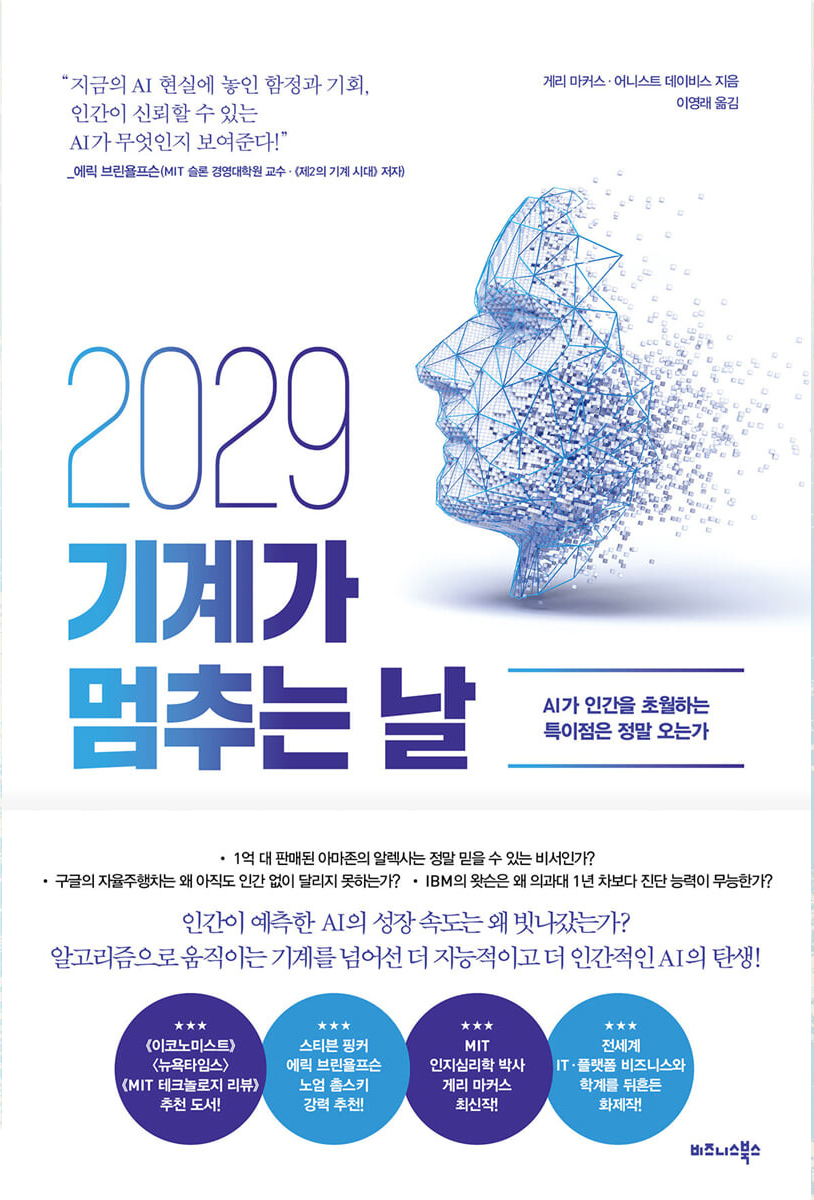 “지금의 AI 현실에 놓인 함정과 기회,
인간이 신뢰할 수 있는
AI가 무엇인지 보여준다!”
_에릭 브린욜프슨(MIT 슬론 경영대학원 교수 · 《제2의 기계 시대》 저자)
게리 마커스 · 어니스트 데이비스 지음
이영래 옮김
2029
기계가
멈추는 날
AI가 인간을 초월하는
특이점은 정말 오는가
• 1억 대 판매된 아마존의 알렉사는 정말 믿을 수 있는 비서인가?
• 구글의 자율주행차는 왜 아직도 인간 없이 달리지 못하는가? • IBM의 왓슨은 왜 의과대 1년 차보다 진단 능력이 무능한가?
인간이 예측한 AI의 성장 속도는 왜 빗나갔는가?
알고리즘으로 움직이는 기계를 넘어선 더 지능적이고 더 인간적인 AI의 탄생!
★★★
《이코노미스트》
〈뉴욕타임스〉
《MIT 테크놀로지 리뷰》
추천 도서!
★★★
스티븐 핑커
에릭 브린욜프슨
노엄 촘스키
강력 추천!
★★★
MIT
인지심리학 박사
게리 마커스
최신작!
★★★
전세계
IT · 플랫폼 비즈니스와
학계를 뒤흔든
화제작!
비즈니스북스